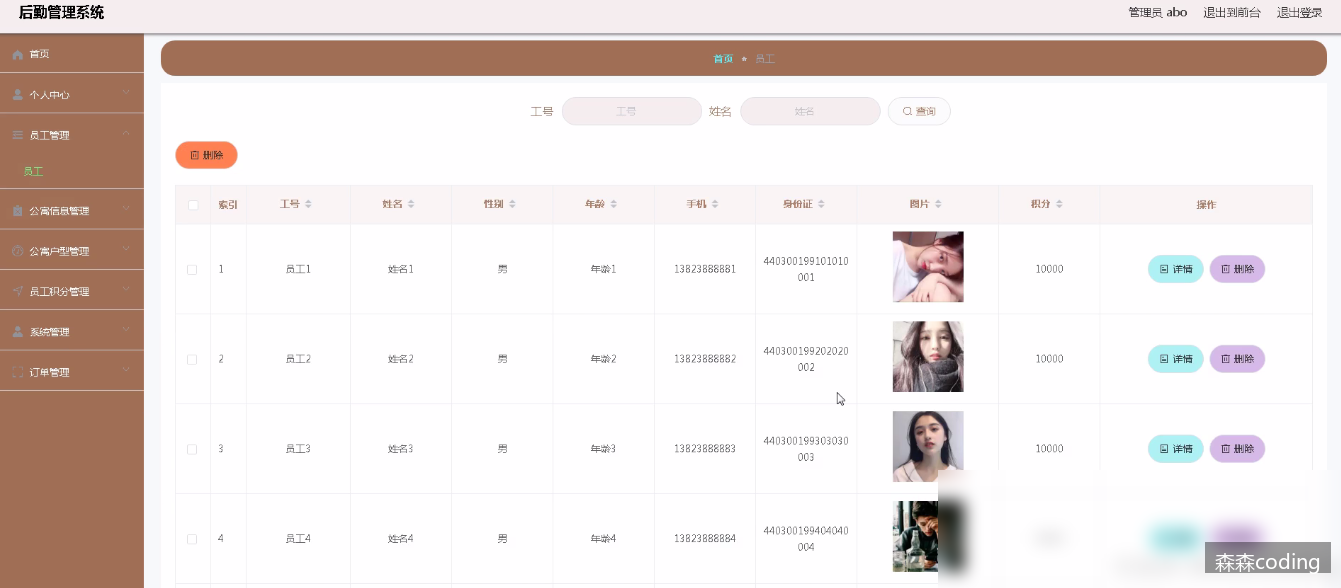 后勤管理系统
管理员 abo 退出到前台 退出登录
首页
个人中心
员工管理
员工
公寓信息管理
公寓户型管理
员工积分管理
系统管理
订单管理
首页 员工
工号 工号 姓名 姓名 查询
删除
索引 工号 姓名 性别 年龄 手机 身份证 图片 积分 操作
1 员工1 姓名1 男 年龄1 13823888881 440300199101010001 10000 详情 删除
2 员工2 姓名2 男 年龄2 13823888882 440300199202020002 10000 详情 删除
3 员工3 姓名3 男 年龄3 13823888883 440300199303030003 10000 详情 删除
4 员工4 姓名4 男 年龄4 13823888884 440300199404040004
森森coding